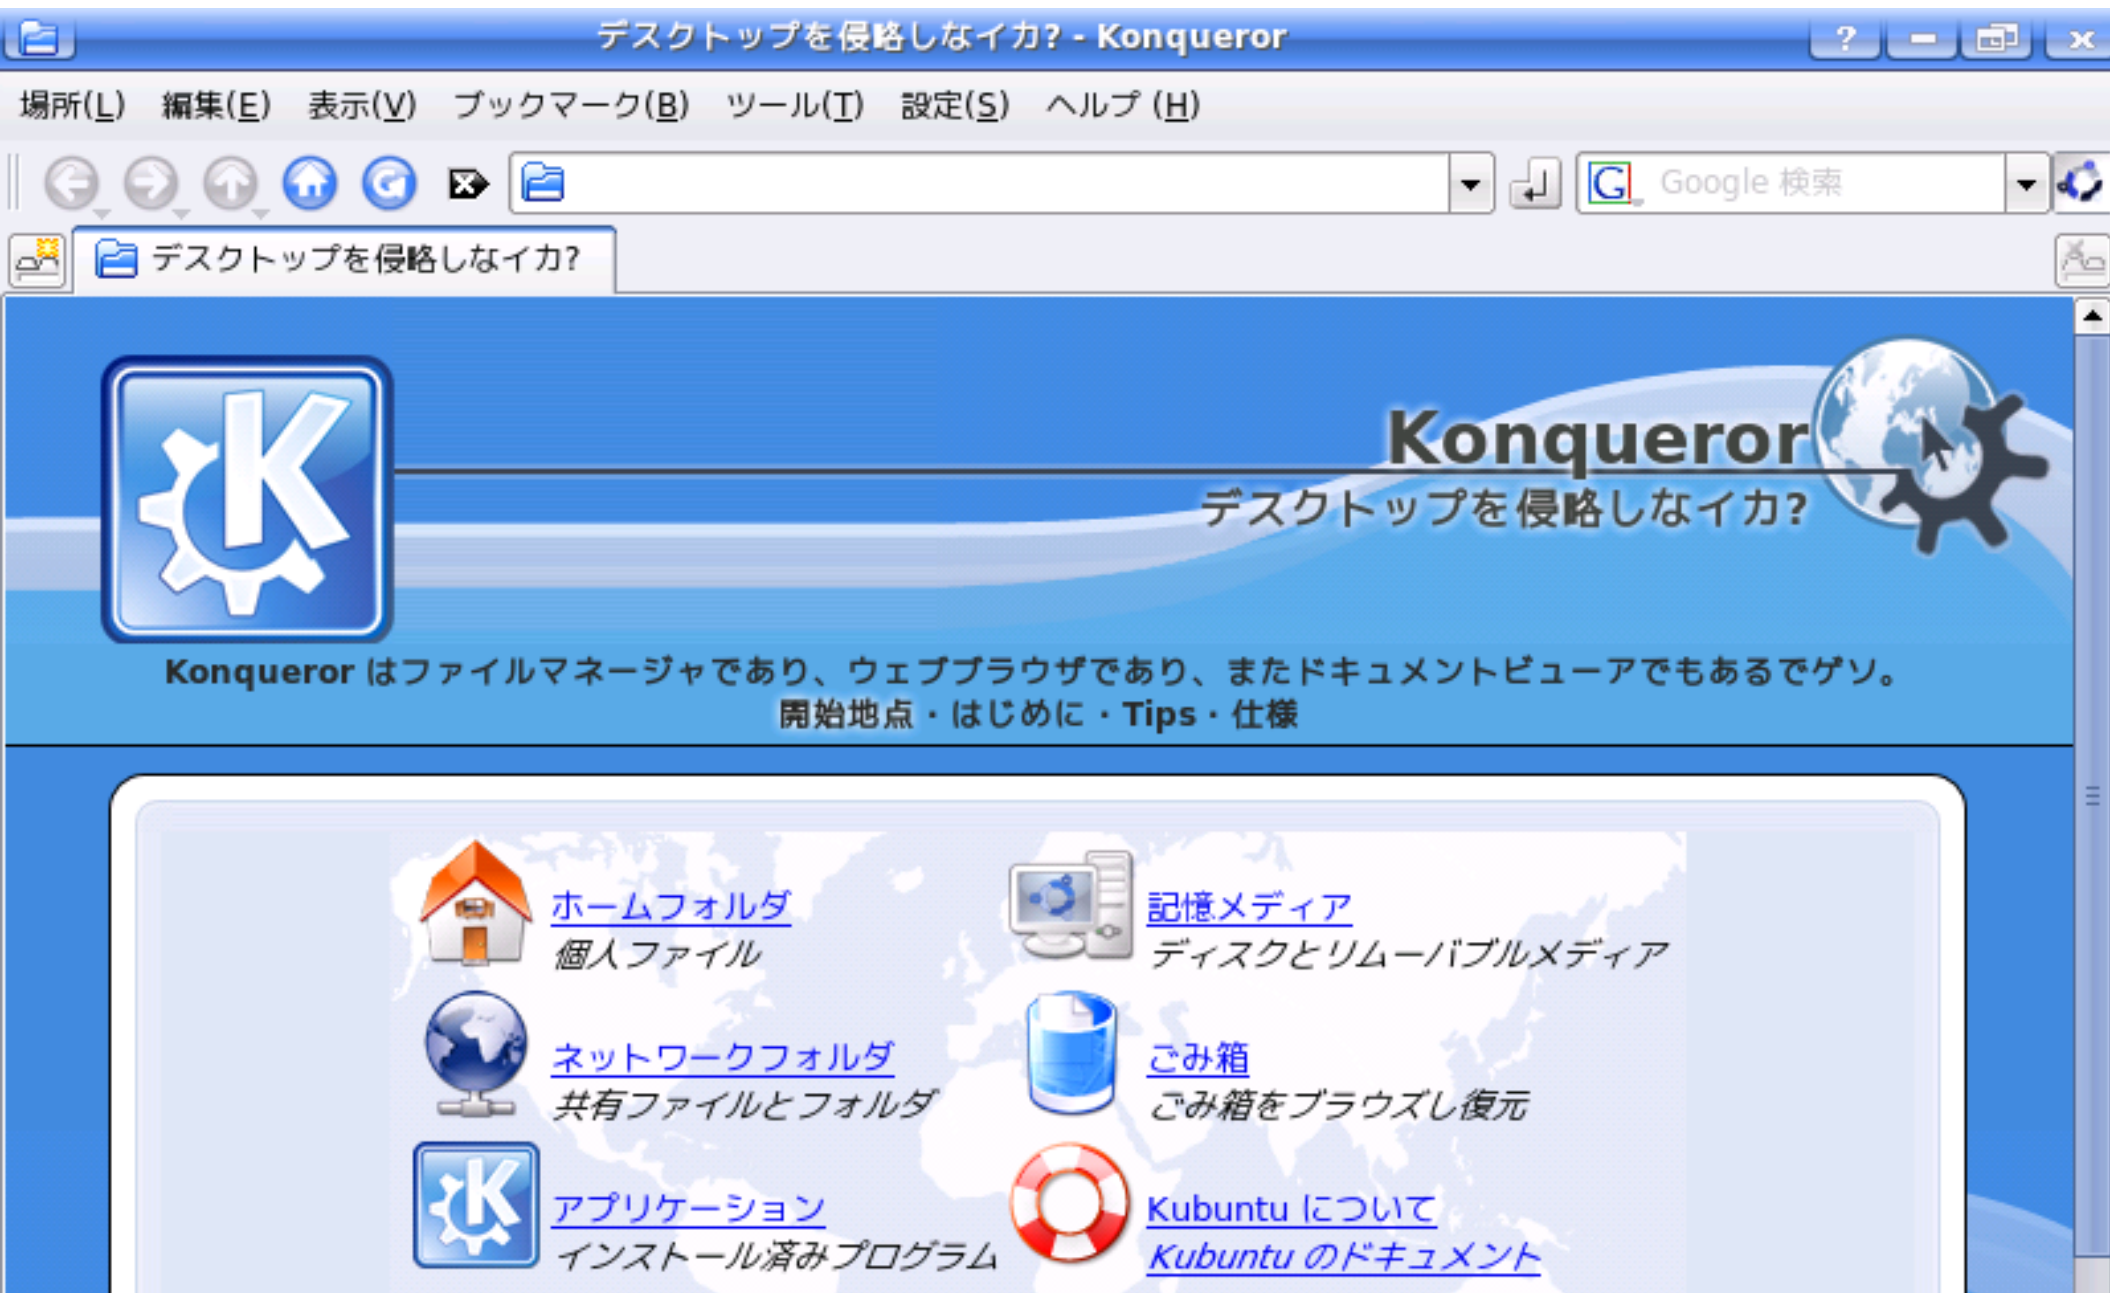 デスクトップを侵略しなイカ? - Konqueror
場所(L) 編集(E) 表示(V) ブックマーク(B) ツール(T) 設定(S) ヘルプ (H)
Google 検索
デスクトップを侵略しなイカ?
Konqueror
デスクトップを侵略しなイカ?
Konqueror はファイルマネージャであり、ウェブブラウザであり、またドキュメントビューアでもあるでゲソ。
開始地点・はじめに・Tips・仕様
ホームフォルダ
個人ファイル
記憶メディア
ディスクとリムーバブルメディア
ネットワークフォルダ
共有ファイルとフォルダ
ごみ箱
ごみ箱をブラウズし復元
アプリケーション
インストール済みプログラム
Kubuntu について
Kubuntu のドキュメント